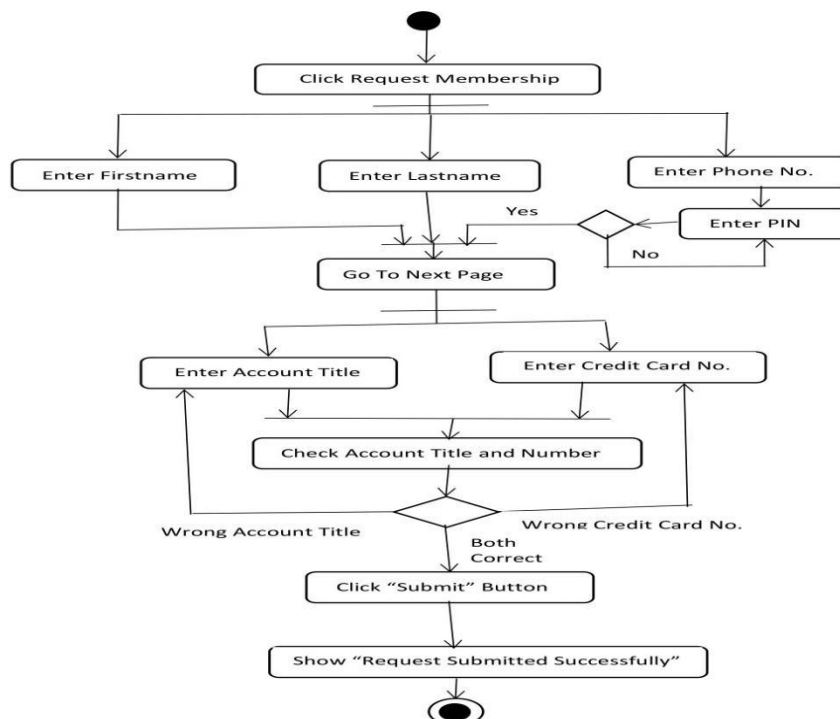 Click Request Membership
Enter Firstname
Enter Lastname
Enter Phone No.
Yes
Enter PIN
No
Go To Next Page
Enter Account Title
Enter Credit Card No.
Check Account Title and Number
Wrong Account Title
Wrong Credit Card No.
Both
Correct
Click “Submit” Button
Show “Request Submitted Successfully”